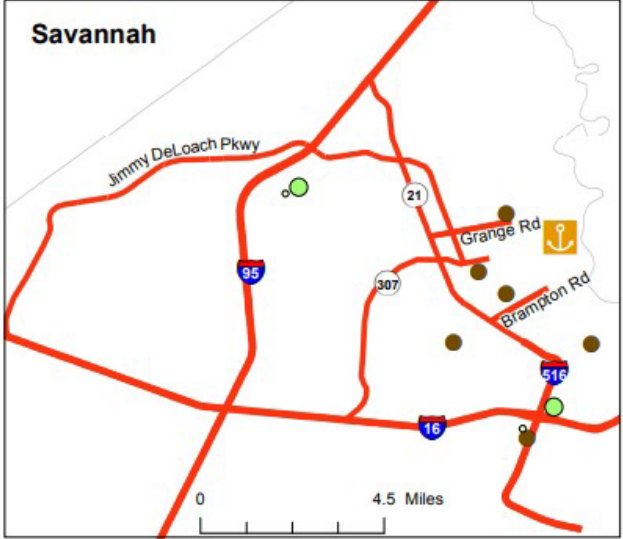 Savannah
Jimmy DeLoach Pkwy
21
Grange Rd
95
307
Brampton Rd
516
16
0 4.5 Miles